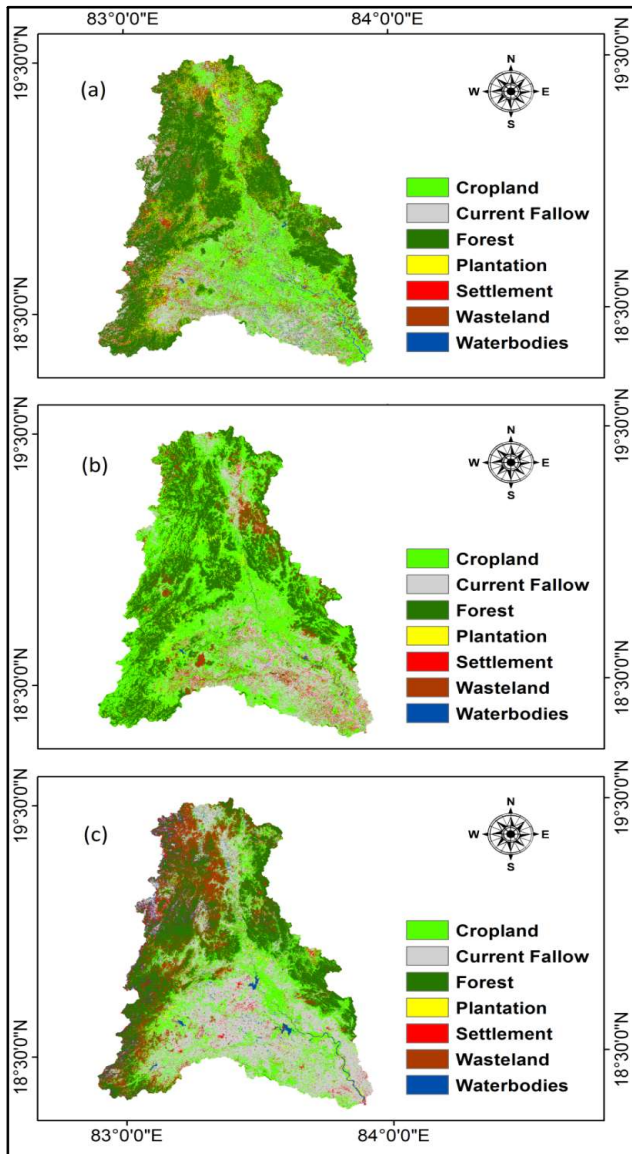 83°0'0"E 84°0'0"E
19°30'0"N 19°30'0"N
(a)
N
W E
S
Cropland
Current Fallow
Forest
Plantation
Settlement
Wasteland
Waterbodies
18°30'0"N 18°30'0"N
19°30'0"N 19°30'0"N
(b)
N
W E
S
Cropland
Current Fallow
Forest
Plantation
Settlement
Wasteland
Waterbodies
18°30'0"N 18°30'0"N
19°30'0"N 19°30'0"N
(c)
N
W E
S
Cropland
Current Fallow
Forest
Plantation
Settlement
Wasteland
Waterbodies
18°30'0"N 18°30'0"N
83°0'0"E 84°0'0"E